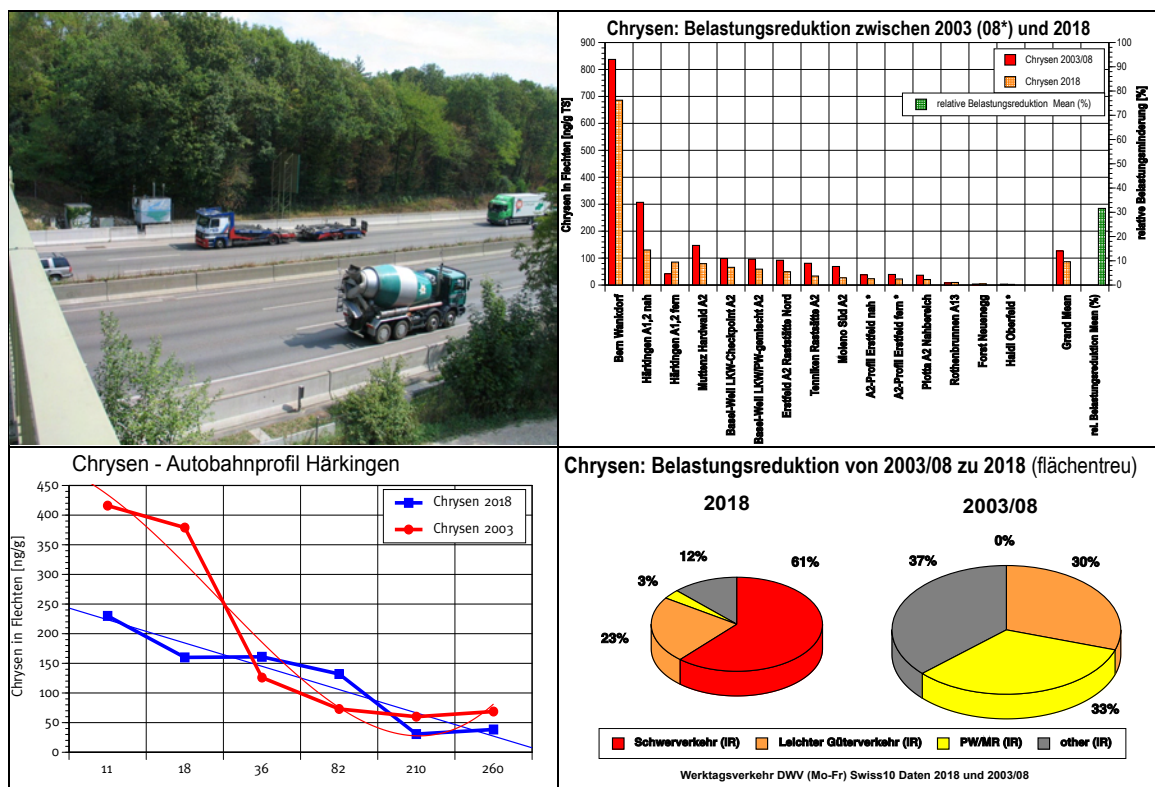 Chrysen: Belastungsreduktion zwischen 2003 (08*) und 2018
Chrysen in Flechten [ng/g TS]
900
800
700
600
500
400
300
200
100
0
Chrysen 2003/08
Chrysen 2018
relative Belastungsreduktion Mean (%)
100
90
80
70
60
50
40
30
20
10
0
relative Belastungsminderung [%]
Bern Wankdorf
Härkingen A1,2 nah
Härkingen A1,2 fern
Muttenz Hardwald A2
Basel-Weil LKW-Checkpoint A2
Basel-Weil LKW/PW-gemischt A2
Erstfeld A2 Raststätte Nord
Tenniken Raststätte A2
Moleno Süd A2
A2-Profil Erstfeld nah *
A2-Profil Erstfeld fern *
Piotta A2 Nahbereich
Rothenbrunnen A13
Forst Neuenegg
Haldi Oberfeld *
Grand Mean
rel. Belastungsreduktion Mean (%)
Chrysen - Autobahnprofil Härkingen
Chrysen in Flechten [ng/g]
450
400
350
300
250
200
150
100
50
0
Chrysen 2018
Chrysen 2003
11 18 36 82 210 260
Chrysen: Belastungsreduktion von 2003/08 zu 2018 (flächentreu)
2018
2003/08
12%
61%
3%
23%
0%
37%
30%
33%
Schwerverkehr (IR) Leichter Güterverkehr (IR) PW/MR (IR) other (IR)
Werktagsverkehr DWV (Mo-Fr) Swiss10 Daten 2018 und 2003/08